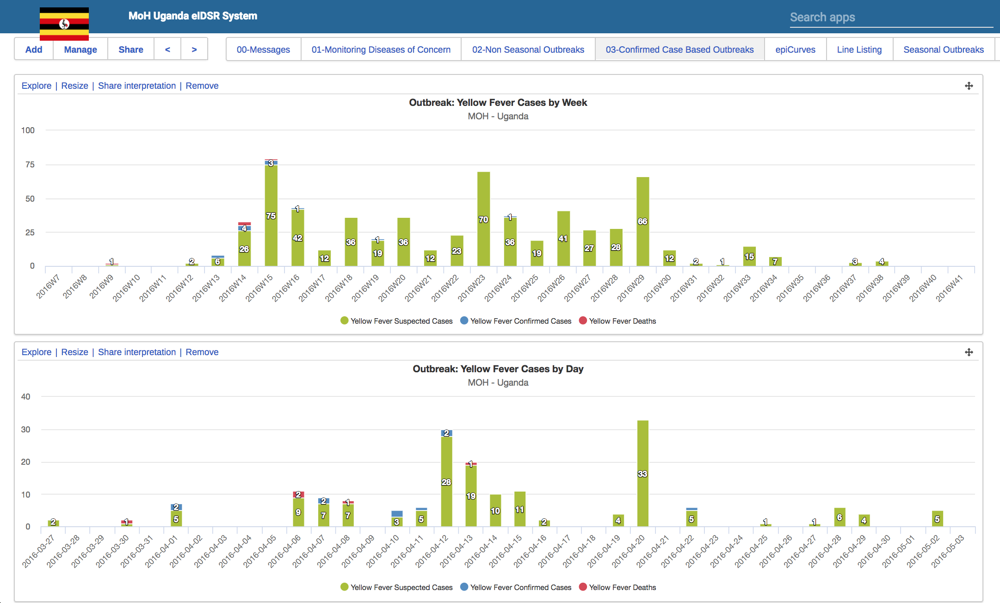 MoH Uganda eIDSR System
Search apps
Add Manage Share < >
00-Messages 01-Monitoring Diseases of Concern 02-Non Seasonal Outbreaks 03-Confirmed Case Based Outbreaks epiCurves Line Listing Seasonal Outbreaks
Explore | Resize | Share interpretation | Remove
Outbreak: Yellow Fever Cases by Week
MOH - Uganda
100
75
50
25
0
1 2 6 4 26 3 75 1 42 12 36 1 19 36 12 23 70 1 36 19 41 27 28 66 12 2 1 15 7 3 4
2016W7 2016W8 2016W9 2016W10 2016W11 2016W12 2016W13 2016W14 2016W15 2016W16 2016W17 2016W18 2016W19 2016W20 2016W21 2016W22 2016W23 2016W24 2016W25 2016W26 2016W27 2016W28 2016W29 2016W30 2016W31 2016W32 2016W33 2016W34 2016W35 2016W36 2016W37 2016W38 2016W39 2016W40 2016W41
Yellow Fever Suspected Cases Yellow Fever Confirmed Cases Yellow Fever Deaths
Explore | Resize | Share interpretation | Remove
Outbreak: Yellow Fever Cases by Day
MOH - Uganda
40
30
20
10
0
2 1 2 5 2 9 2 7 1 7 3 5 2 28 1 19 10 11 2 4 33 5 1 1 6 4 5
2016-03-27 2016-03-28 2016-03-29 2016-03-30 2016-03-31 2016-04-01 2016-04-02 2016-04-03 2016-04-04 2016-04-05 2016-04-06 2016-04-07 2016-04-08 2016-04-09 2016-04-10 2016-04-11 2016-04-12 2016-04-13 2016-04-14 2016-04-15 2016-04-16 2016-04-17 2016-04-18 2016-04-19 2016-04-20 2016-04-21 2016-04-22 2016-04-23 2016-04-24 2016-04-25 2016-04-26 2016-04-27 2016-04-28 2016-04-29 2016-04-30 2016-05-01 2016-05-02 2016-05-03
Yellow Fever Suspected Cases Yellow Fever Confirmed Cases Yellow Fever Deaths